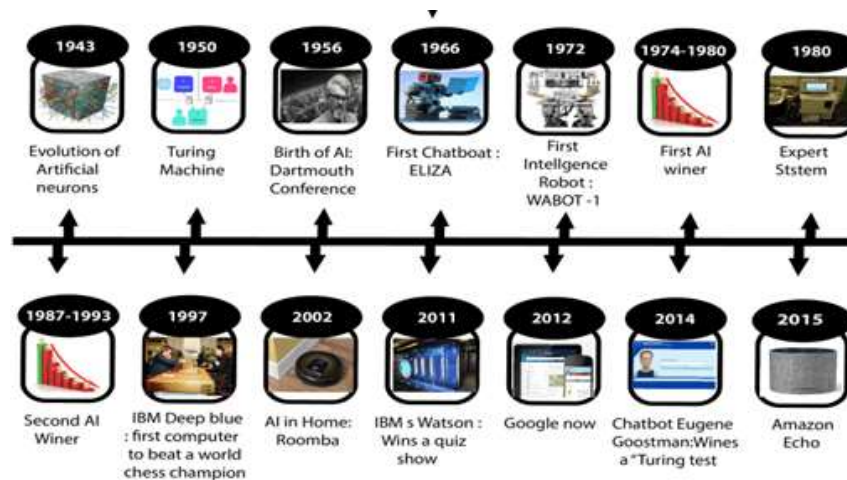 1943
1950
1956
1966
1972
1974-1980
1980
Evolution of
Artificial
neurons
Turing
Machine
Birth of AI:
Dartmouth
Conference
First Chatboat :
ELIZA
First
Intellgence
Robot :
WABOT -1
First AI
winer
Expert
Ststem
1987-1993
1997
2002
2011
2012
2014
2015
Second AI
Winer
IBM Deep blue
: first computer
to beat a world
chess champion
AI in Home:
Roomba
IBM s Watson :
Wins a quiz
show
Google now
Chatbot Eugene
Goostman:Wines
a "Turing test
Amazon
Echo